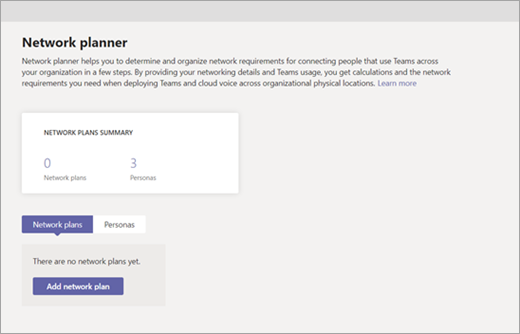 Network planner
Network planner helps you to determine and organize network requirements for connecting people that use Teams across
your organization in a few steps. By providing your networking details and Teams usage, you get calculations and the network
requirements you need when deploying Teams and cloud voice across organizational physical locations. Learn more
NETWORK PLANS SUMMARY
0 3
Network plans Personas
Network plans Personas
There are no network plans yet.
Add network plan